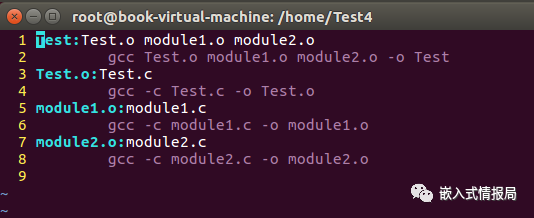 root@book-virtual-machine: /home/Test4
1 Test:Test.o module1.o module2.o
2 gcc Test.o module1.o module2.o -o Test
3 Test.o:Test.c
4 gcc -c Test.c -o Test.o
5 module1.o:module1.c
6 gcc -c module1.c -o module1.o
7 module2.o:module2.c
8 gcc -c module2.c -o module2.o
9
~
~
嵌入式情报局